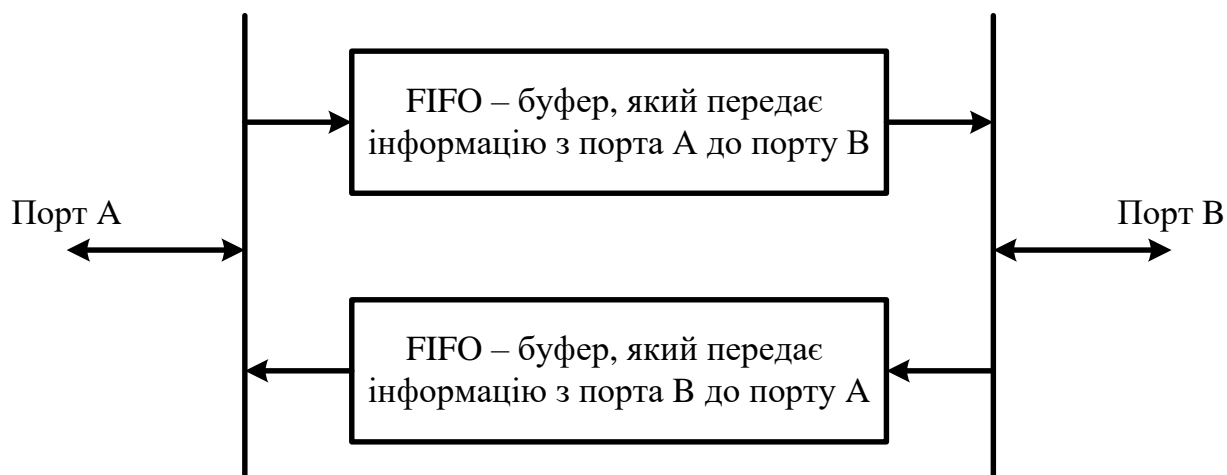 FIFO – буфер, який передає
інформацію з порта А до порту В
Порт А
Порт В
FIFO – буфер, який передає
інформацію з порта В до порту А